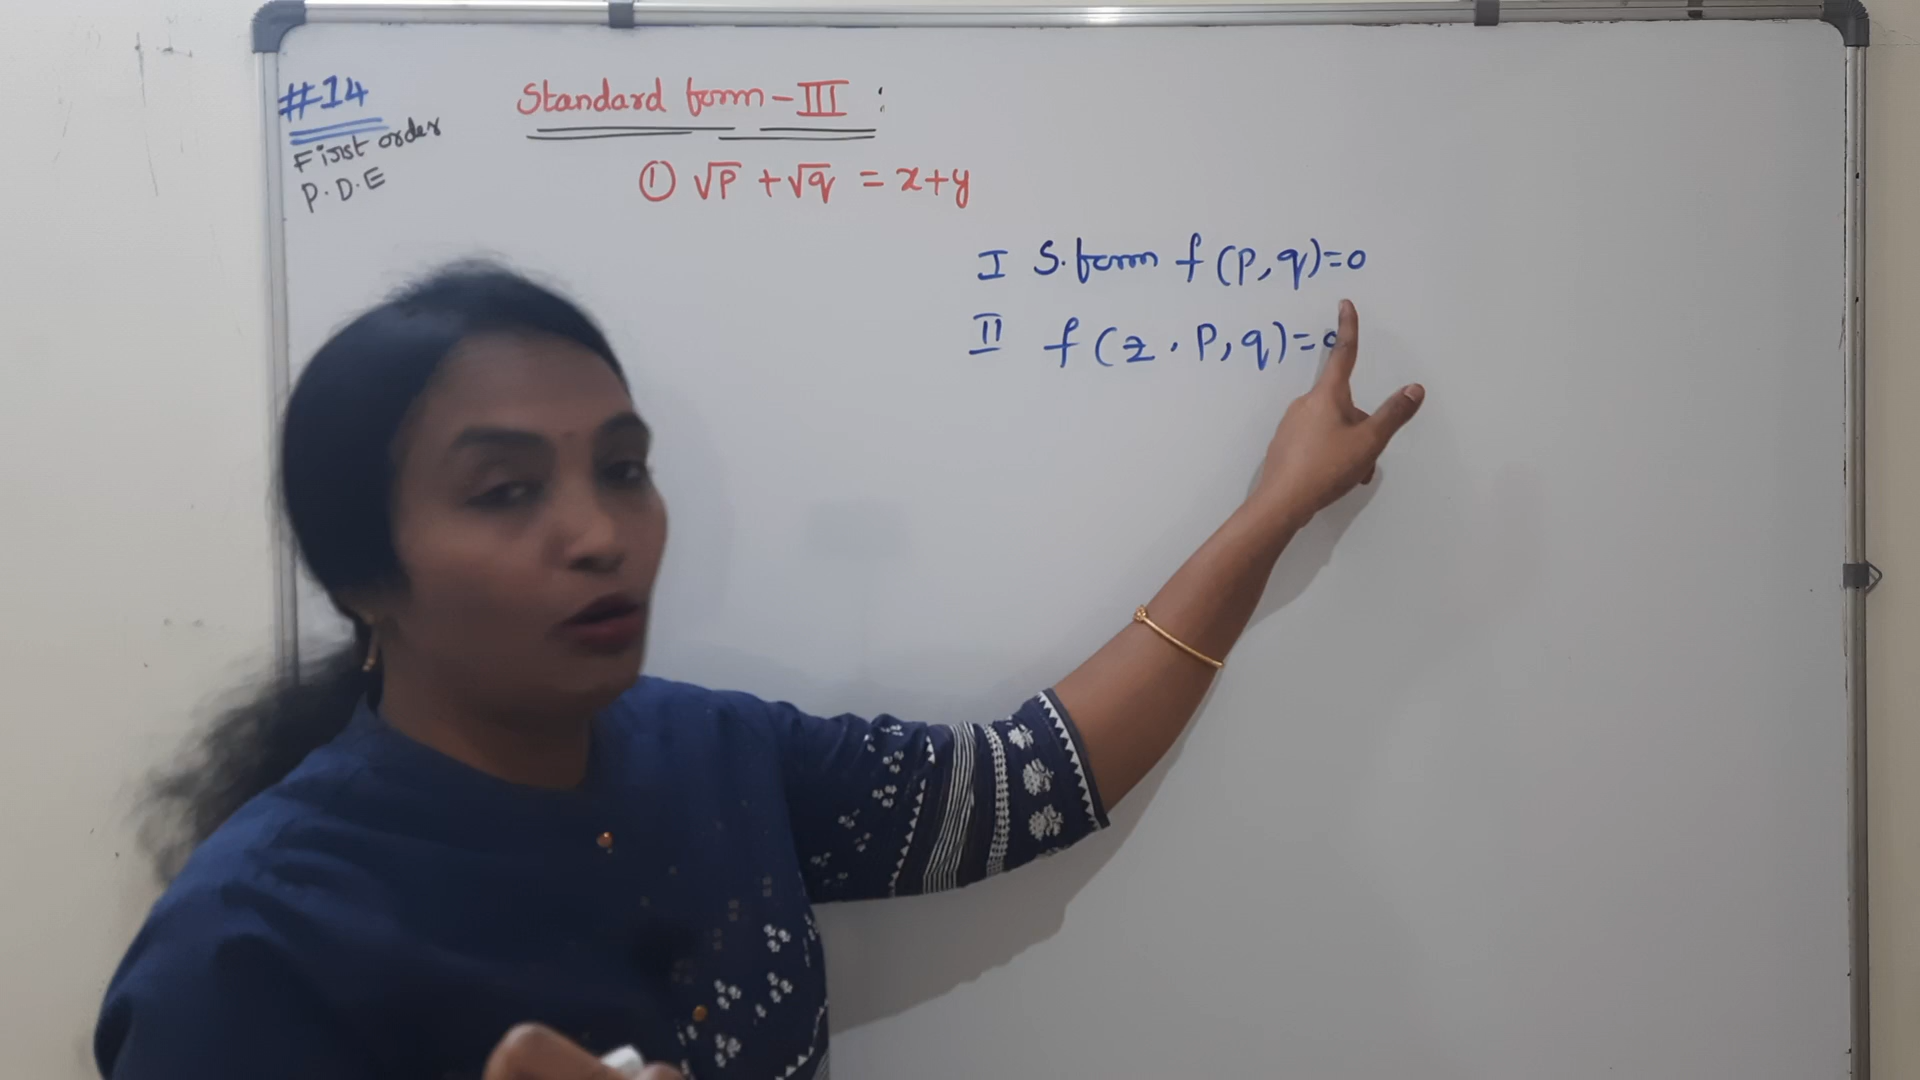 #14
First order
P.D.E
Standard form - III :
① √p + √q = x+y
I S.form f (p, q)=0
II f (z . p, q)=0